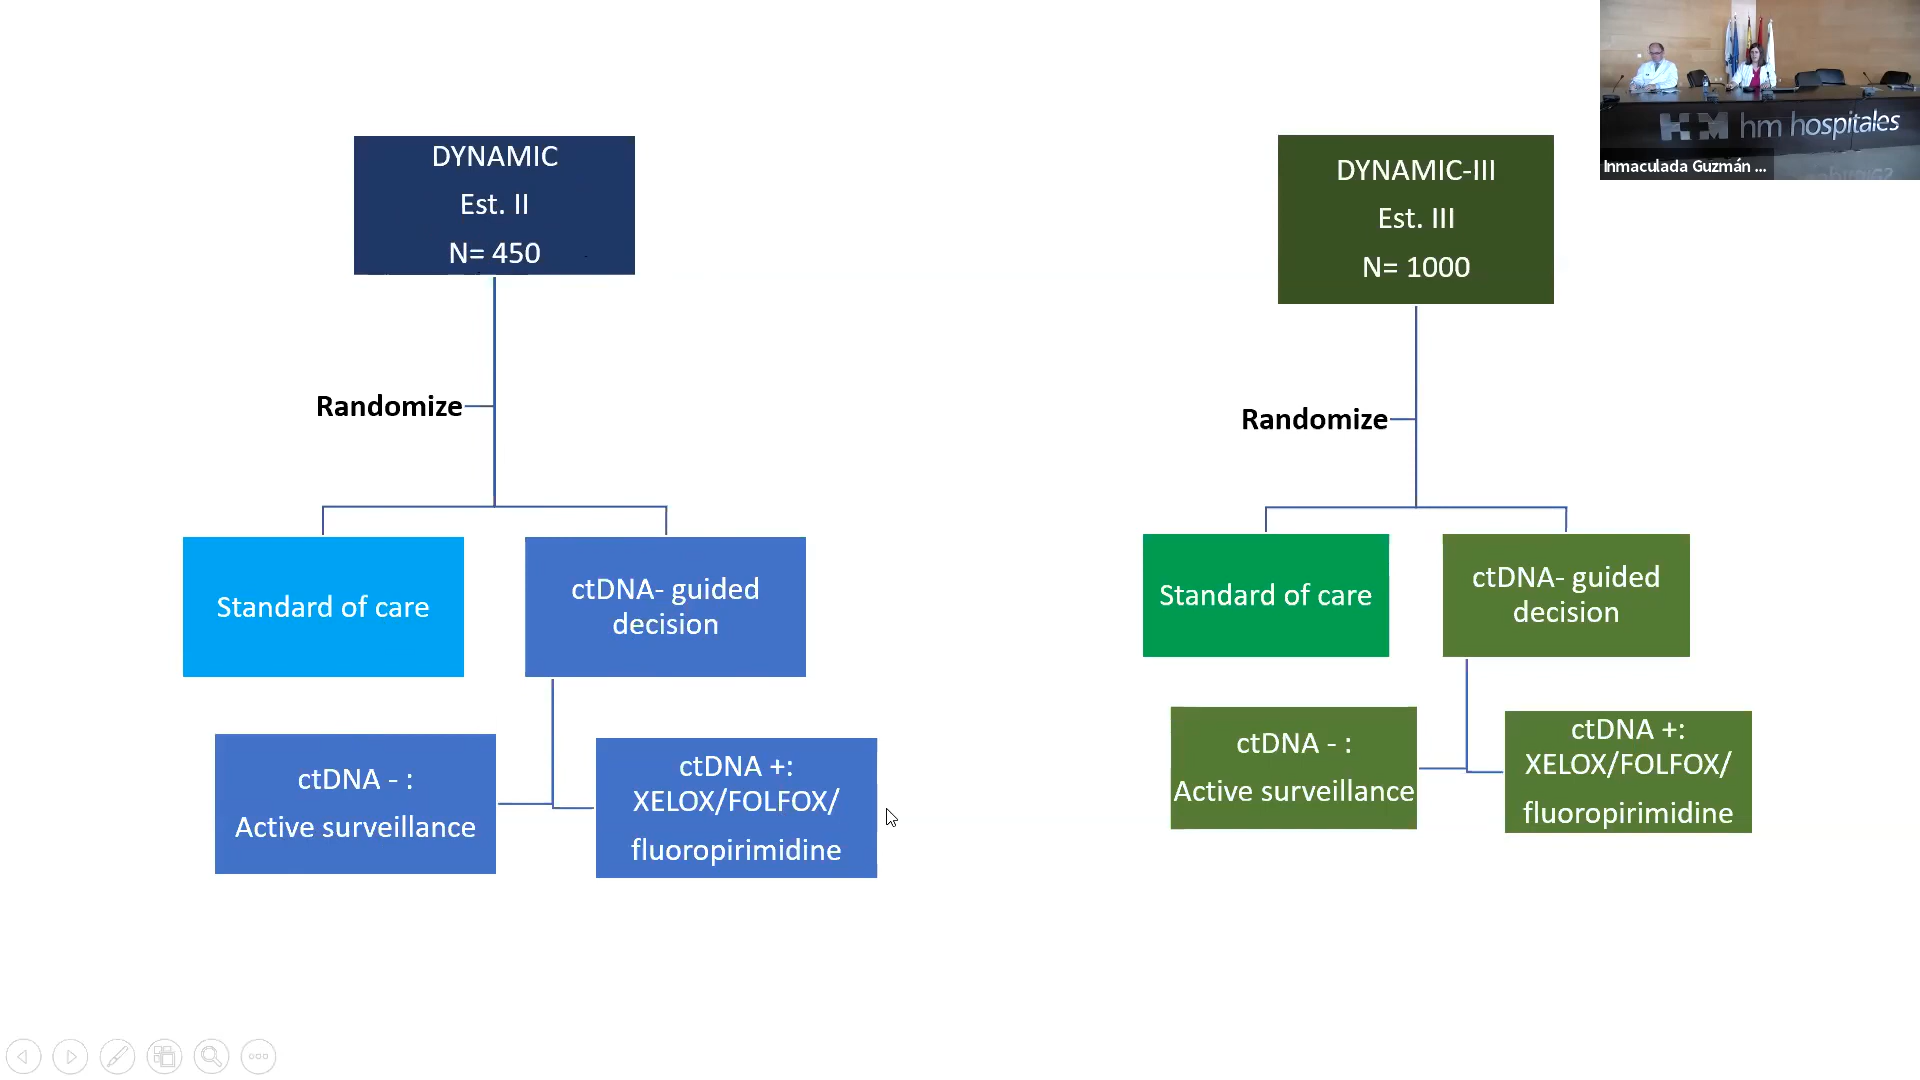 DYNAMIC
Est. II
N= 450
Randomize
Standard of care
ctDNA- guided
decision
ctDNA - :
Active surveillance
ctDNA +:
XELOX/FOLFOX/
fluoropirimidine
DYNAMIC-III
Est. III
N= 1000
Randomize
Standard of care
ctDNA- guided
decision
ctDNA - :
Active surveillance
ctDNA +:
XELOX/FOLFOX/
fluoropirimidine
hm hospitales
Inmaculada Guzmán ...